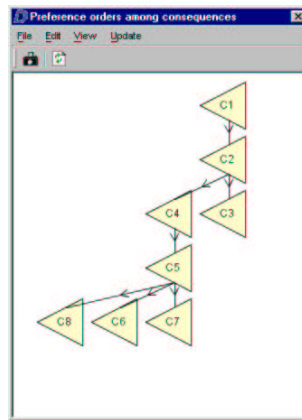 Preference orders among consequences
File Edit View Update
C1
C2
C4 C3
C5
C8 C6 C7